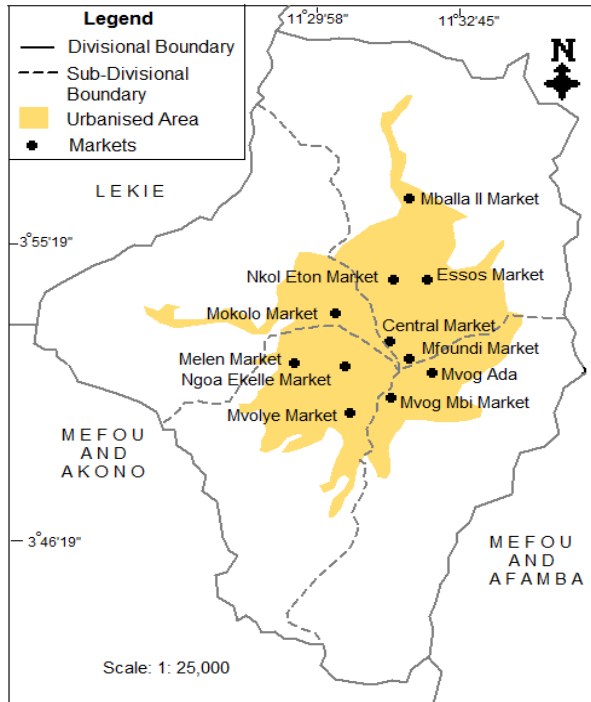 11°29'58" 11°32'45"
Legend
Divisional Boundary
Sub-Divisional
Boundary
Urbanised Area
Markets
N
LEKIE
Mballa II Market
3°55'19"
Nkol Eton Market
Essos Market
Mokolo Market
Central Market
Melen Market
Mfoundi Market
Ngoa Ekelle Market
Mvog Ada
Mvog Mbi Market
Mvolye Market
MEFOU
AND
AKONO
3°46'19"
MEFOU
AND
AFAMBA
Scale: 1: 25,000